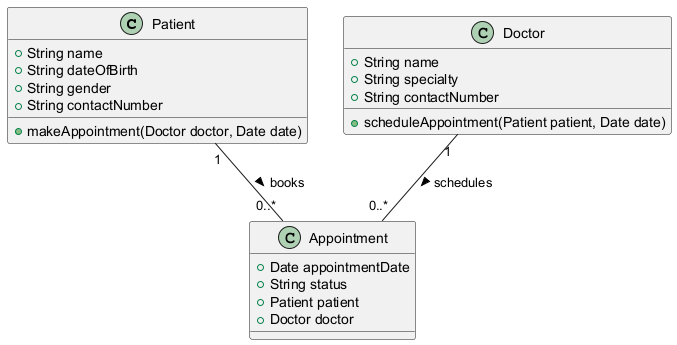 C Patient
String name
String dateOfBirth
String gender
String contactNumber
makeAppointment(Doctor doctor, Date date)
C Doctor
String name
String specialty
String contactNumber
scheduleAppointment(Patient patient, Date date)
1
books
0..*
1
schedules
0..*
C Appointment
Date appointmentDate
String status
Patient patient
Doctor doctor